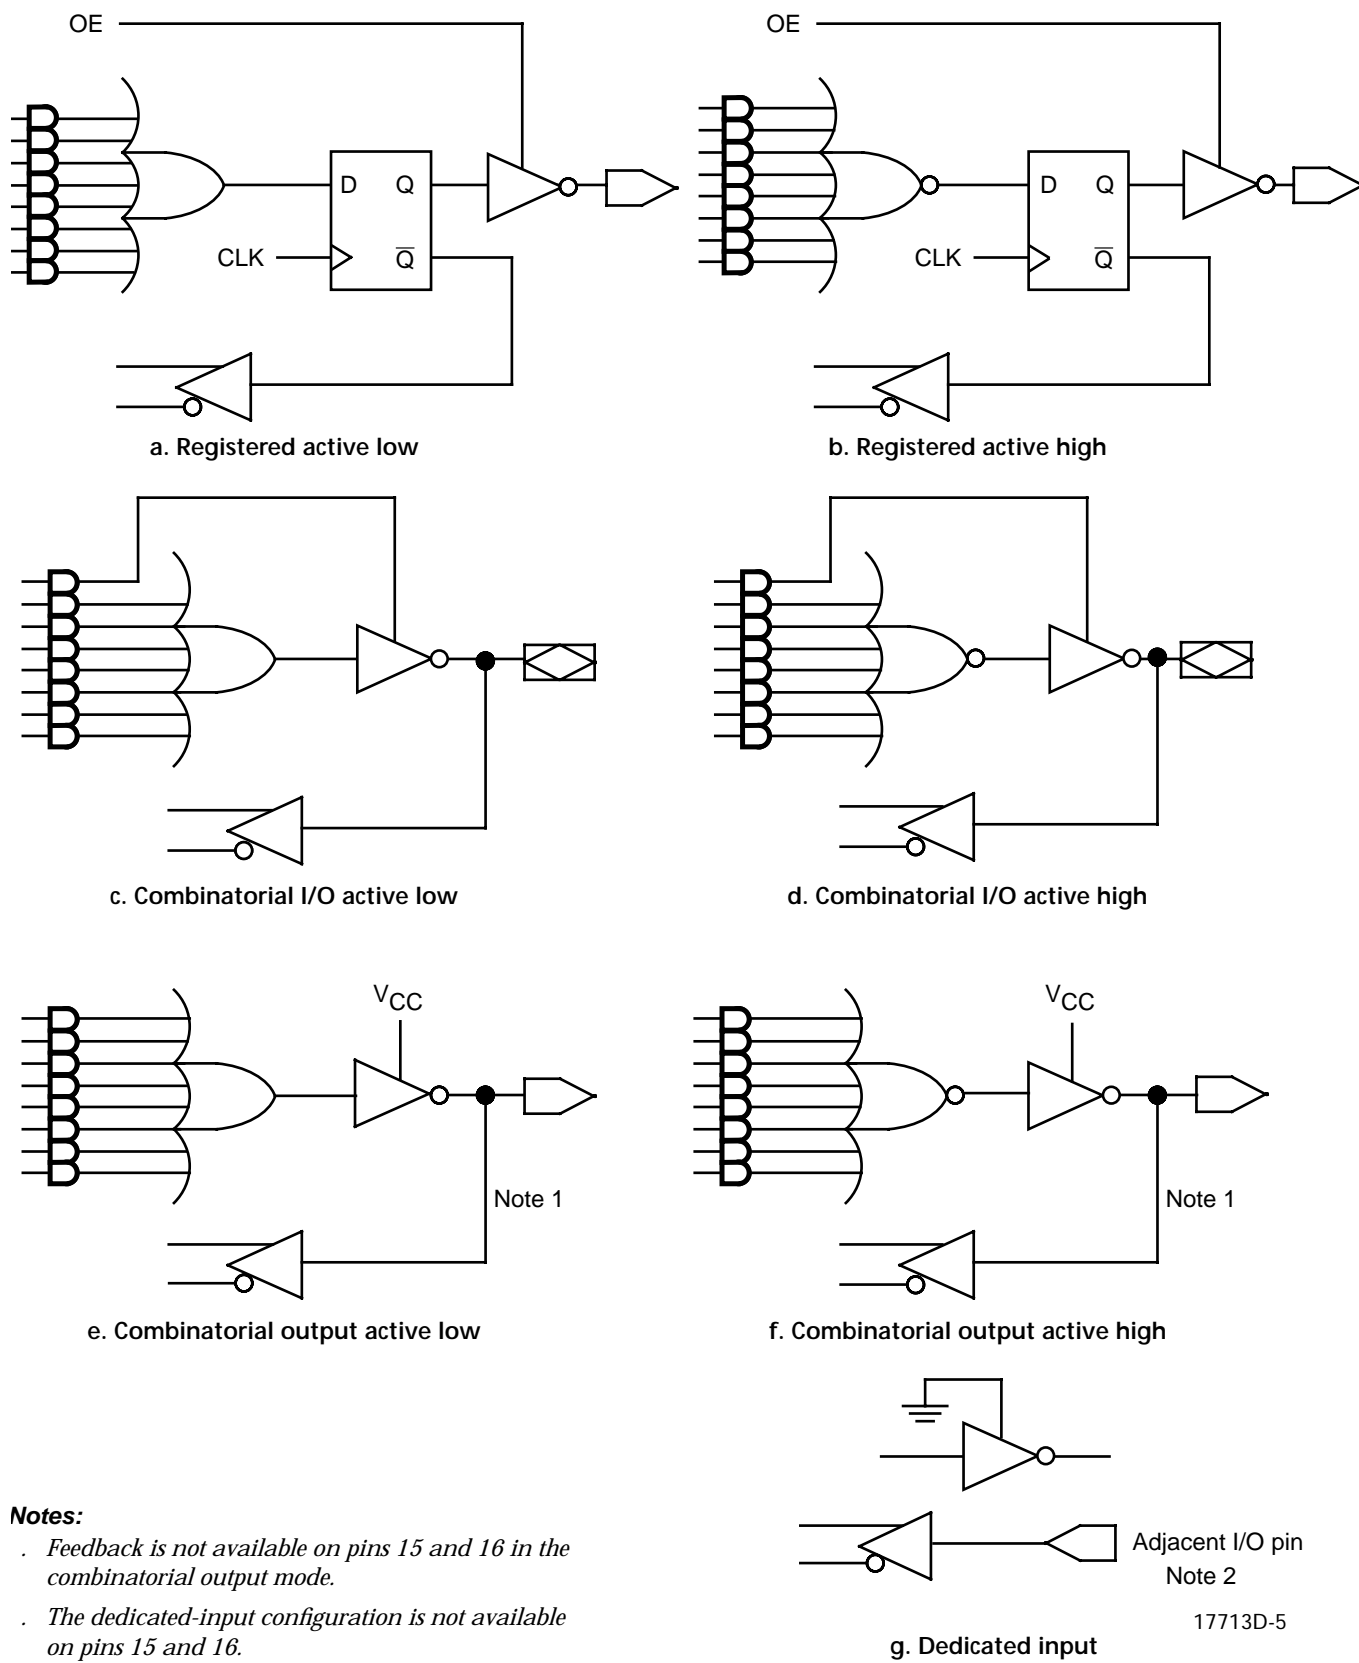 OE
OE
D Q
CLK
Q̅
D Q
CLK
Q̅
a. Registered active low
b. Registered active high
c. Combinatorial I/O active low
d. Combinatorial I/O active high
VCC
VCC
Note 1
Note 1
e. Combinatorial output active low
f. Combinatorial output active high
Notes:
. Feedback is not available on pins 15 and 16 in the
combinatorial output mode.
. The dedicated-input configuration is not available
on pins 15 and 16.
Adjacent I/O pin
Note 2
17713D-5
g. Dedicated input